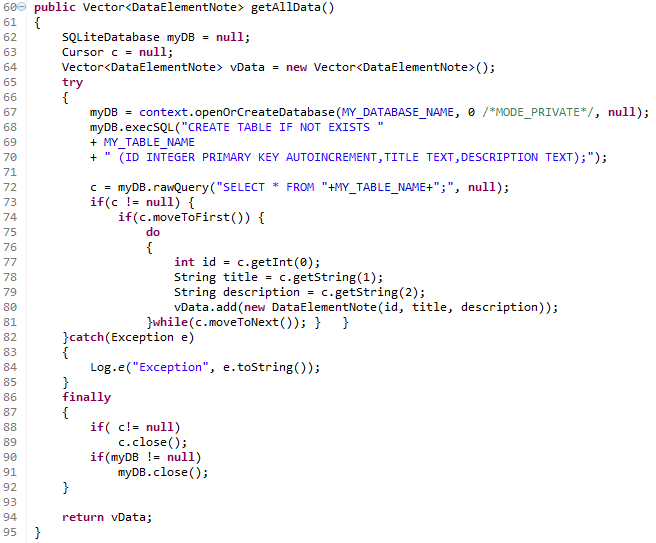 60 public Vector<DataElementNote> getAllData()
61 {
62     SQLiteDatabase myDB = null;
63     Cursor c = null;
64     Vector<DataElementNote> vData = new Vector<DataElementNote>();
65     try
66     {
67         myDB = context.openOrCreateDatabase(MY_DATABASE_NAME, 0 /*MODE_PRIVATE*/, null);
68         myDB.execSQL("CREATE TABLE IF NOT EXISTS "
69         + MY_TABLE_NAME
70         + " (ID INTEGER PRIMARY KEY AUTOINCREMENT,TITLE TEXT,DESCRIPTION TEXT);");
71
72         c = myDB.rawQuery("SELECT * FROM "+MY_TABLE_NAME+";", null);
73         if(c != null) {
74             if(c.moveToFirst()) {
75                 do
76                 {
77                     int id = c.getInt(0);
78                     String title = c.getString(1);
79                     String description = c.getString(2);
80                     vData.add(new DataElementNote(id, title, description));
81                 }while(c.moveToNext()); }   }
82     }catch(Exception e)
83     {
84         Log.e("Exception", e.toString());
85     }
86     finally
87     {
88         if( c!= null)
89             c.close();
90         if(myDB != null)
91             myDB.close();
92     }
93
94     return vData;
95 }